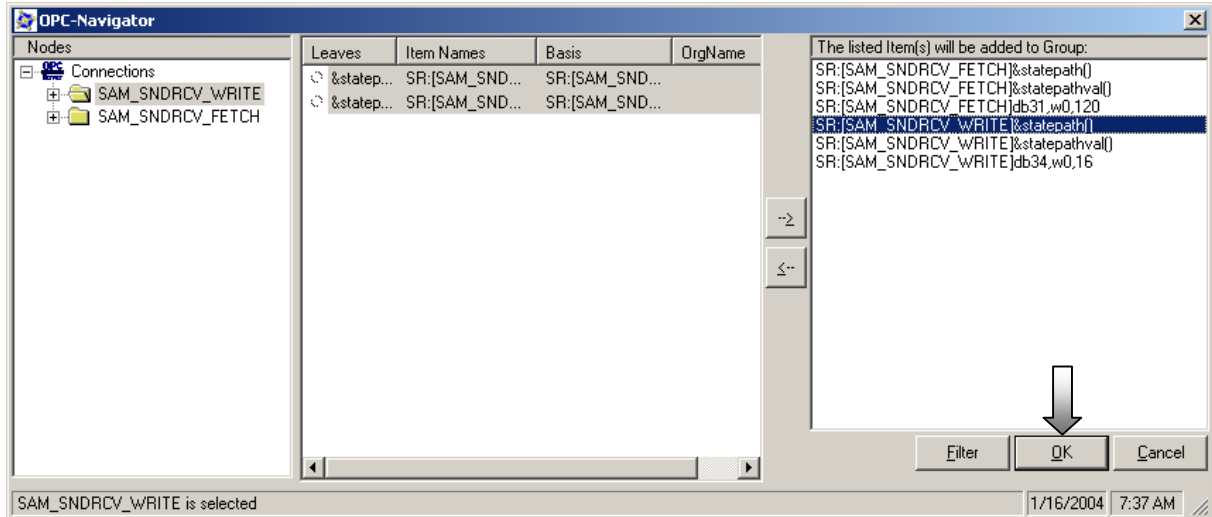 OPC-Navigator
Nodes
Connections
SAM_SNDRCV_WRITE
SAM_SNDRCV_FETCH
Leaves Item Names Basis OrgName
&statep... SR:[SAM_SND... SR:[SAM_SND...
&statep... SR:[SAM_SND... SR:[SAM_SND...
-->
<--
The listed Item(s) will be added to Group:
SR:[SAM_SNDRCV_FETCH]&statepath()
SR:[SAM_SNDRCV_FETCH]&statepathval()
SR:[SAM_SNDRCV_FETCH]db31,w0,120
SR:[SAM_SNDRCV_WRITE]&statepath()
SR:[SAM_SNDRCV_WRITE]&statepathval()
SR:[SAM_SNDRCV_WRITE]db34,w0,16
Filter OK Cancel
SAM_SNDRCV_WRITE is selected 1/16/2004 7:37 AM